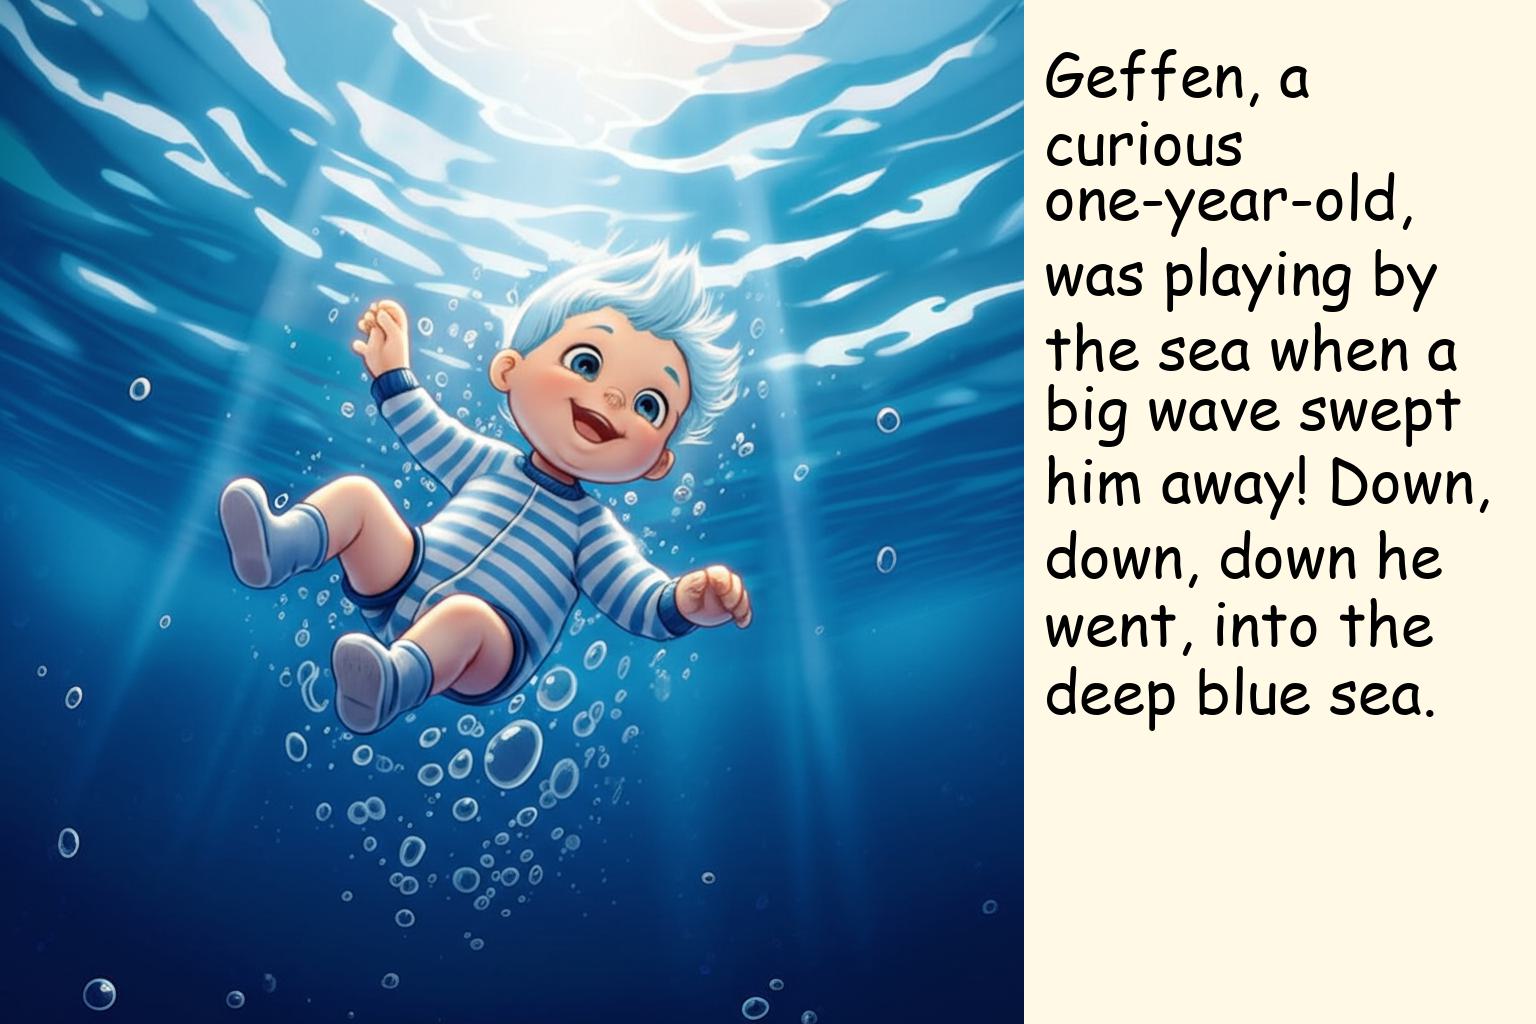 Geffen, a
curious
one-year-old,
was playing by
the sea when a
big wave swept
him away! Down,
down, down he
went, into the
deep blue sea.